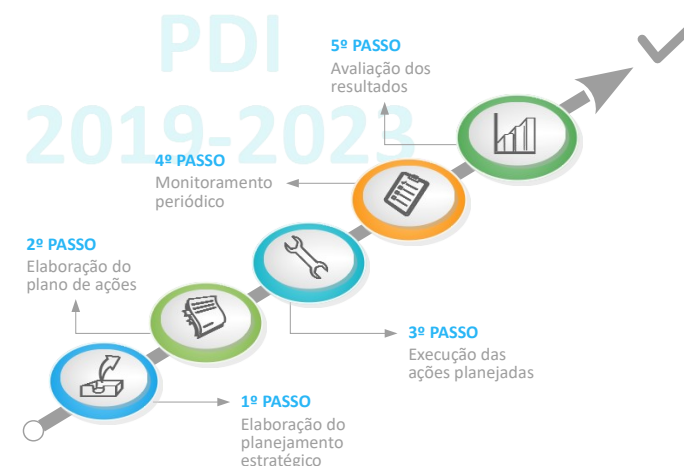 PDI
2019-2023
5º PASSO
Avaliação dos
resultados
4º PASSO
Monitoramento
periódico
2º PASSO
Elaboração do
plano de ações
3º PASSO
Execução das
ações planejadas
1º PASSO
Elaboração do
planejamento
estratégico